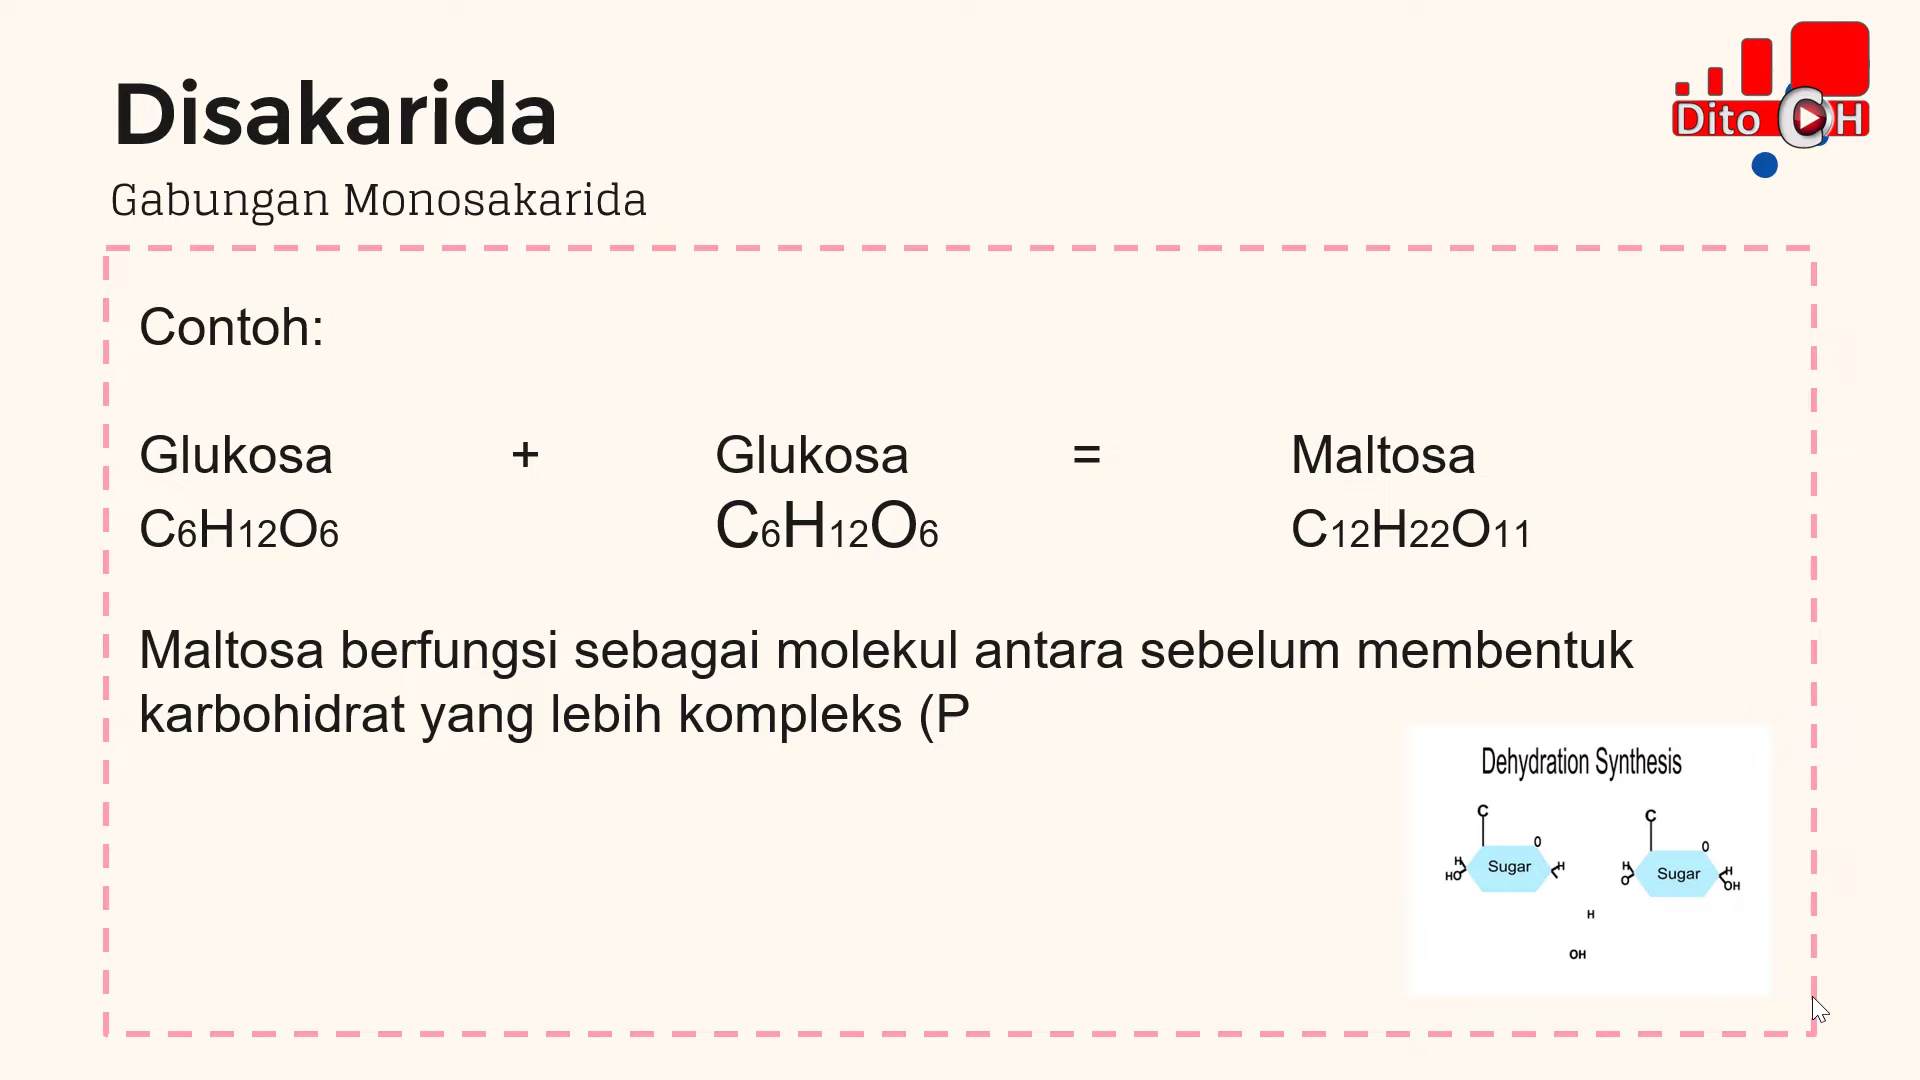 Disakarida
Dito CH
Gabungan Monosakarida
Contoh:
Glukosa + Glukosa = Maltosa
C6H12O6 C6H12O6 C12H22O11
Maltosa berfungsi sebagai molekul antara sebelum membentuk
karbohidrat yang lebih kompleks (P
Dehydration Synthesis
C C
O O
H Sugar H H Sugar H
HO O OH
H
OH